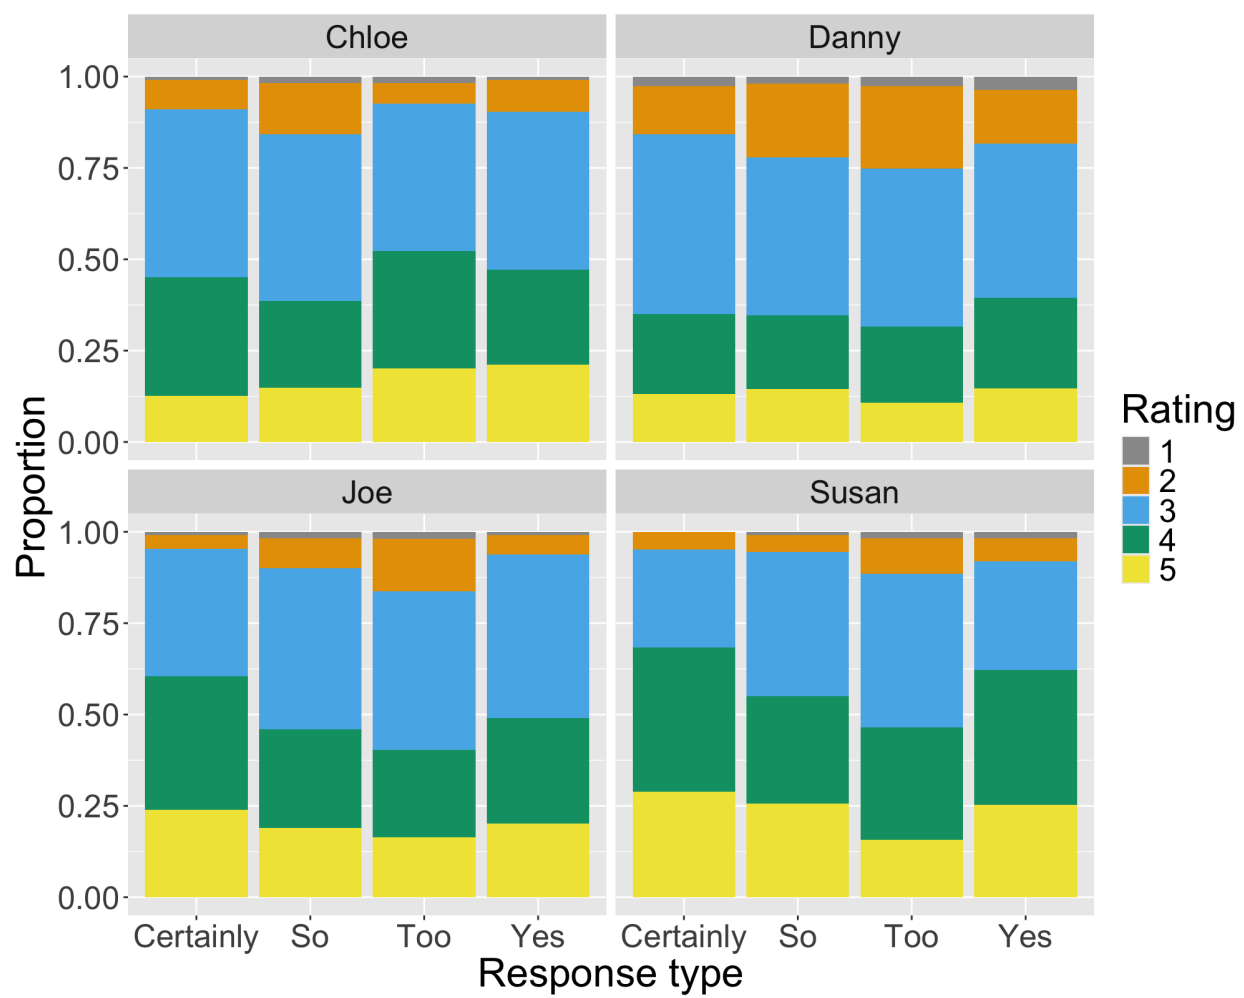 Chloe
Danny
1.00
0.75
0.50
0.25
0.00
Joe
Susan
1.00
0.75
0.50
0.25
0.00
Certainly So Too Yes
Certainly So Too Yes
Response type
Proportion
Rating
1
2
3
4
5